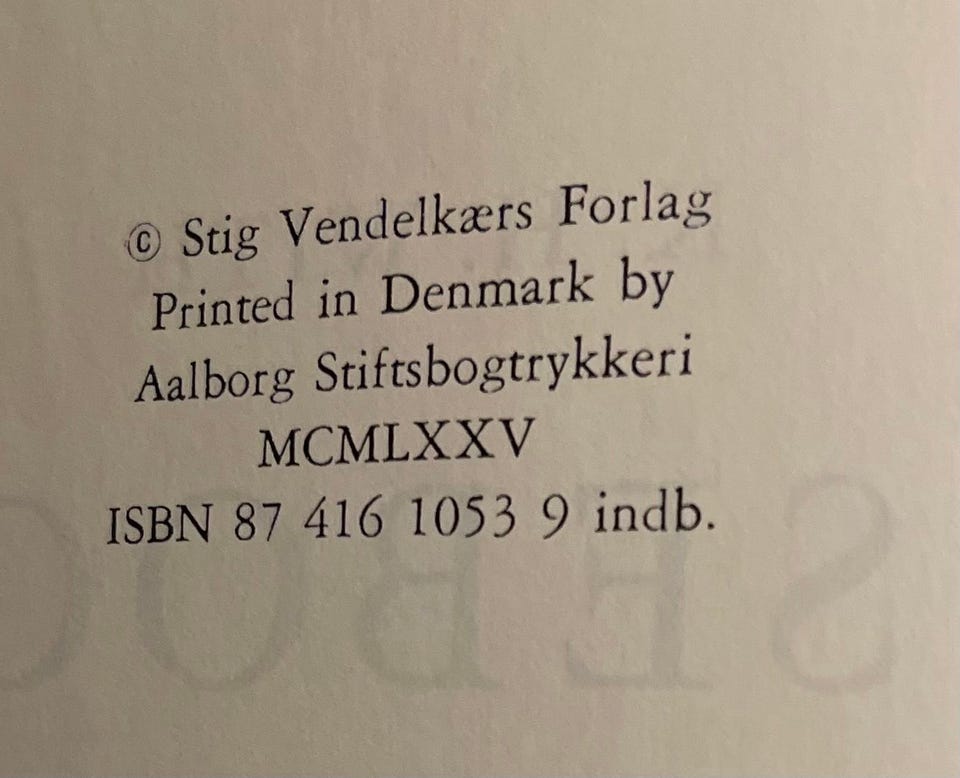 © Stig Vendelkærs Forlag
Printed in Denmark by
Aalborg Stiftsbogtrykkeri
MCMLXXV
ISBN 87 416 1053 9 indb.